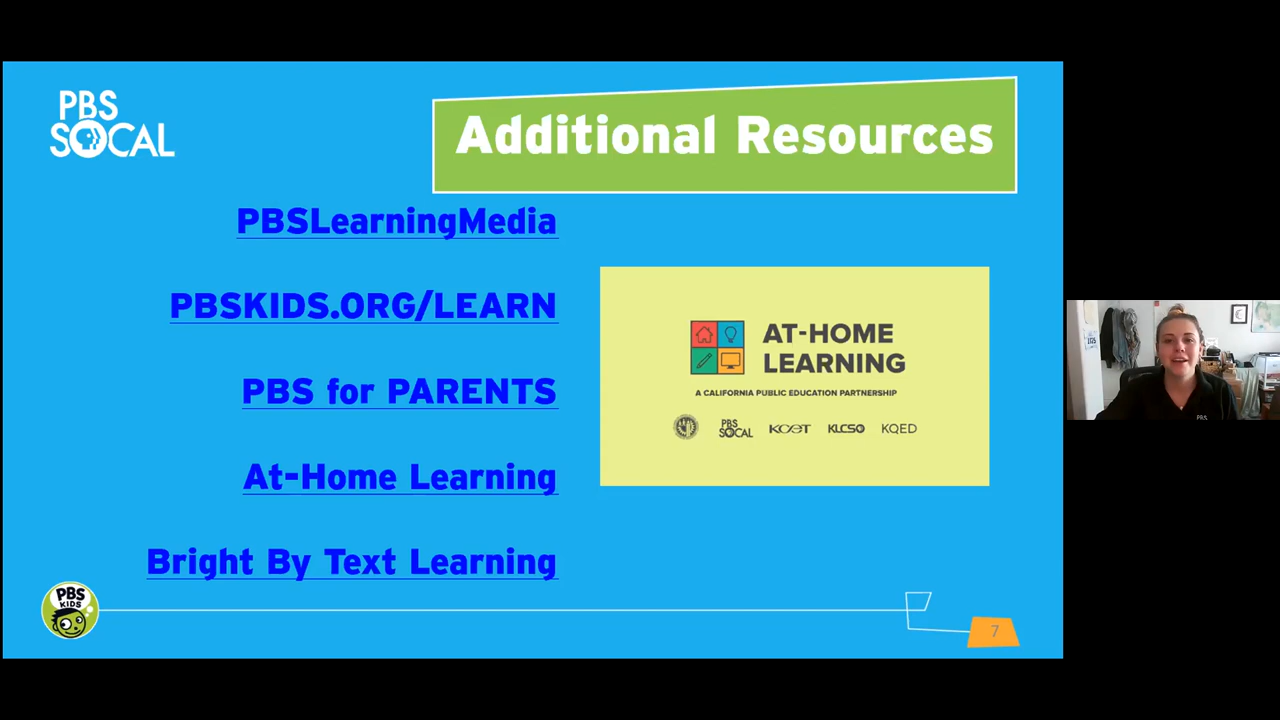 PBS
SOCAL
Additional Resources
PBSLearningMedia
PBSKIDS.ORG/LEARN
PBS for PARENTS
At-Home Learning
Bright By Text Learning
AT-HOME
LEARNING
A CALIFORNIA PUBLIC EDUCATION PARTNERSHIP
PBS
SOCAL
KCET
KLCS
KQED
PBS
KIDS
7
PBS